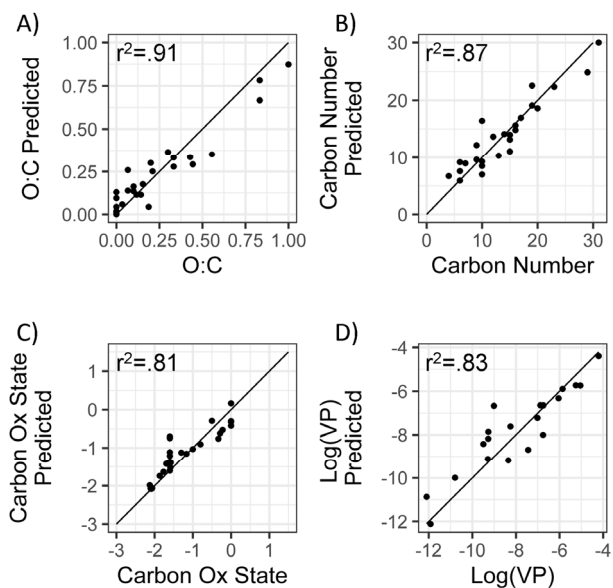 A)
r²=.91
1.00
0.75
0.50
0.25
0.00
O:C Predicted
0.00 0.25 0.50 0.75 1.00
O:C
B)
r²=.87
30
20
10
0
Carbon Number
Predicted
0 10 20 30
Carbon Number
C)
r²=.81
1
0
-1
-2
-3
Carbon Ox State
Predicted
-3 -2 -1 0 1
Carbon Ox State
D)
r²=.83
-4
-6
-8
-10
-12
Log(VP)
Predicted
-12 -10 -8 -6 -4
Log(VP)